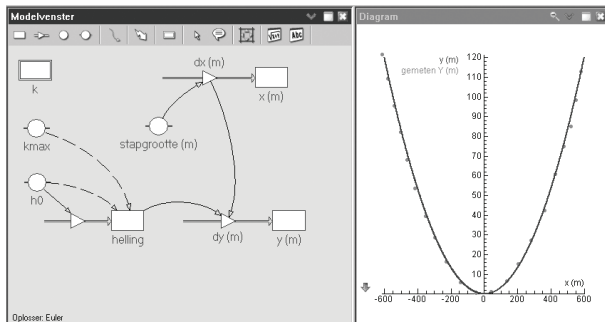 Modelvenster
Σ
Abc
dx (m)
k
x (m)
stapgrootte (m)
kmax
h0
helling
dy (m)
y (m)
Oplosser: Euler
Diagram
y (m)
gemeten Y (m)
120
110
100
90
80
70
60
50
40
30
20
10
x (m)
-600
-400
-200
0
200
400
600